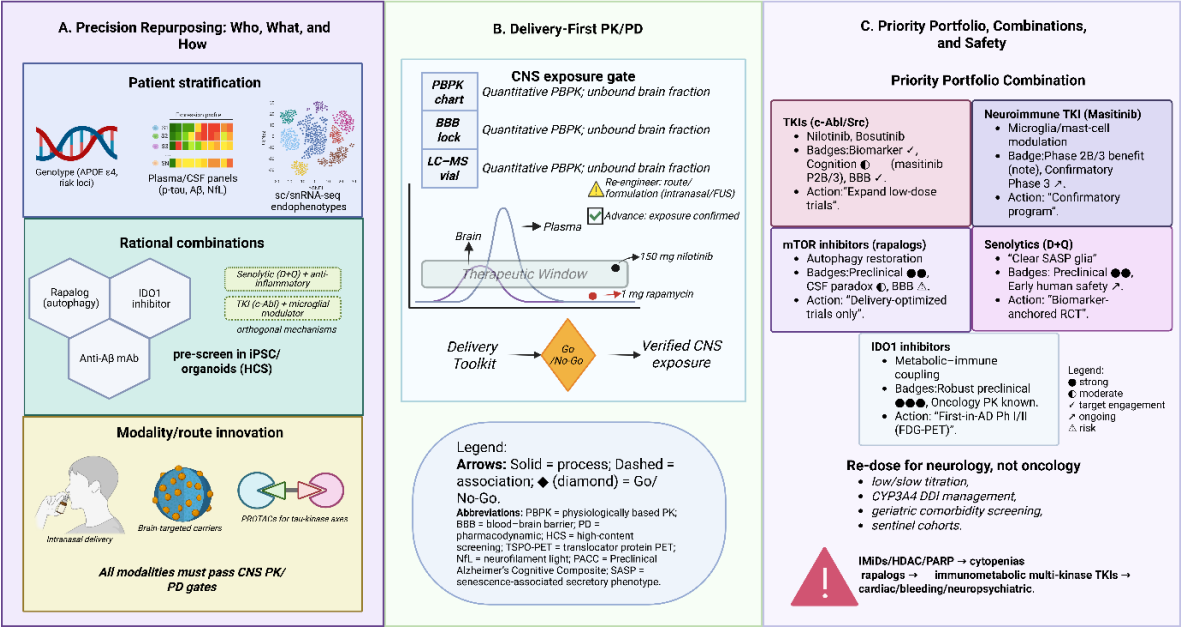 A. Precision Repurposing: Who, What, and
How
Patient stratification
Expression profile
S1
S2
S3
SN
Genotype (APOE ε4,
risk loci)
Plasma/CSF panels
(p-tau, Aβ, NfL)
sc/snRNA-seq
endophenotypes
Rational combinations
Rapalog
(autophagy)
IDO1
inhibitor
Anti-Aβ mAb
Senolytic (D+Q) + anti-
inflammatory
TKI (c-Abl) + microglial
modulator
orthogonal mechanisms
pre-screen in iPSC/
organoids (HCS)
Modality/route innovation
Intranasal delivery
Brain-targeted carriers
PROTACs for tau-kinase axes
All modalities must pass CNS PK/
PD gates
B. Delivery-First PK/PD
CNS exposure gate
PBPK
chart
Quantitative PBPK; unbound brain fraction
BBB
lock
Quantitative PBPK; unbound brain fraction
LC−MS
vial
Quantitative PBPK; unbound brain fraction
Re-engineer: route/
formulation (intranasal/FUS)
Advance: exposure confirmed
Plasma
Brain
Therapeutic Window
150 mg nilotinib
1 mg rapamycin
Delivery
Toolkit
Go
/No-Go
Verified CNS
exposure
Legend:
Arrows: Solid = process; Dashed =
association; ◆ (diamond) = Go/
No-Go.
Abbreviations: PBPK = physiologically based PK;
BBB = blood−brain barrier; PD =
pharmacodynamic; HCS = high-content
screening; TSPO-PET = translocator protein PET;
NfL = neurofilament light; PACC = Preclinical
Alzheimer's Cognitive Composite; SASP =
senescence-associated secretory phenotype.
C. Priority Portfolio, Combinations,
and Safety
Priority Portfolio Combination
TKIs (c-Abl/Src)
• Nilotinib, Bosutinib
• Badges:Biomarker ✓,
Cognition ◐ (masitinib
P2B/3), BBB ✓.
• Action:"Expand low-dose
trials".
Neuroimmune TKI (Masitinib)
• Microglia/mast-cell
modulation
• Badge:Phase 2B/3 benefit
(note), Confirmatory
Phase 3 ↗.
• Action: "Confirmatory
program".
mTOR inhibitors (rapalogs)
• Autophagy restoration
• Badges:Preclinical ●●,
CSF paradox ◐, BBB ⚠.
• Action: "Delivery-optimized
trials only".
Senolytics (D+Q)
• "Clear SASP glia"
• Badges: Preclinical ●●,
Early human safety ↗.
• Action: "Biomarker-
anchored RCT".
IDO1 inhibitors
• Metabolic−immune
coupling
• Badges:Robust preclinical
●●●, Oncology PK known.
• Action: "First-in-AD Ph I/II
(FDG-PET)".
Legend:
● strong
◐ moderate
✓ target engagement
↗ ongoing
⚠ risk
Re-dose for neurology, not oncology
• low/slow titration,
• CYP3A4 DDI management,
• geriatric comorbidity screening,
• sentinel cohorts.
IMiDs/HDAC/PARP → cytopenias
rapalogs → immunometabolic multi-kinase TKIs →
cardiac/bleeding/neuropsychiatric.